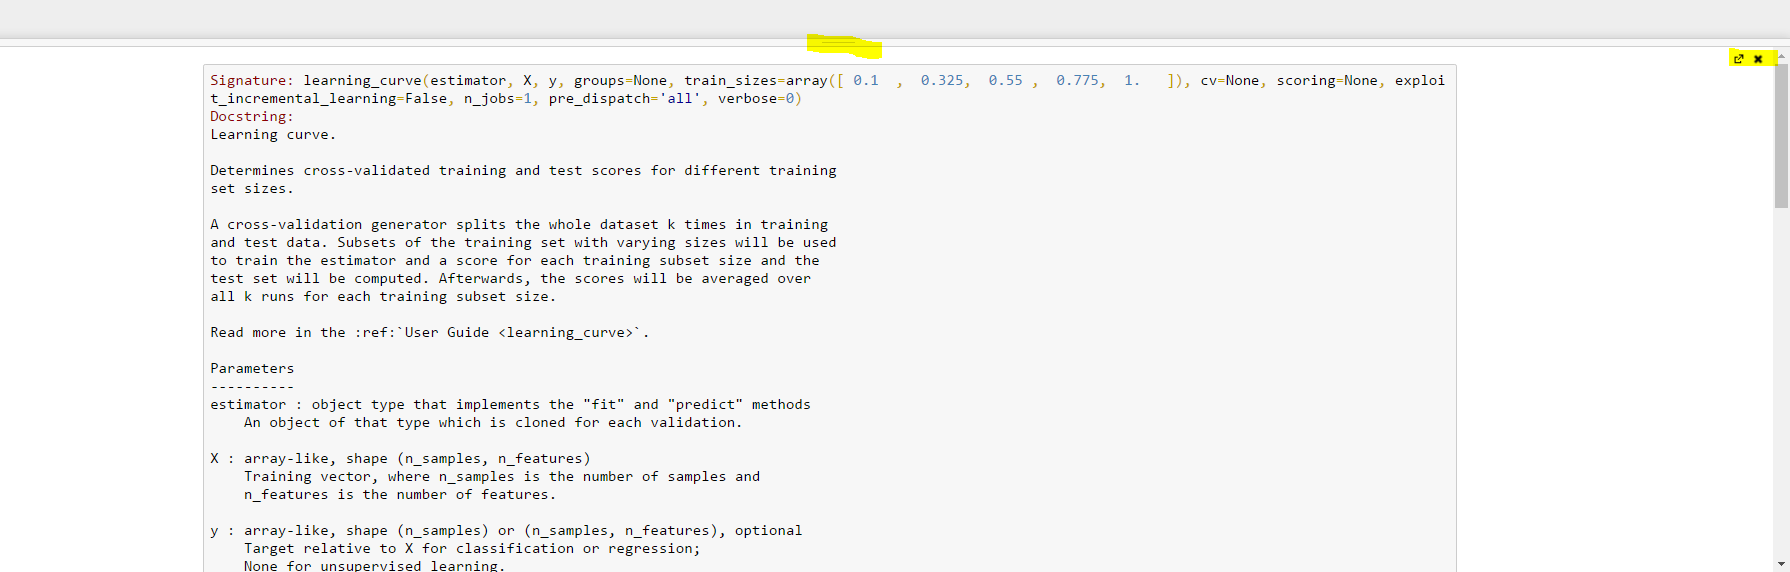 Signature: learning_curve(estimator, X, y, groups=None, train_sizes=array([ 0.1  ,  0.325,  0.55 ,  0.775,  1.   ]), cv=None, scoring=None, exploi
t_incremental_learning=False, n_jobs=1, pre_dispatch='all', verbose=0)
Docstring:
Learning curve.

Determines cross-validated training and test scores for different training
set sizes.

A cross-validation generator splits the whole dataset k times in training
and test data. Subsets of the training set with varying sizes will be used
to train the estimator and a score for each training subset size and the
test set will be computed. Afterwards, the scores will be averaged over
all k runs for each training subset size.

Read more in the :ref:`User Guide <learning_curve>`.

Parameters
----------
estimator : object type that implements the "fit" and "predict" methods
    An object of that type which is cloned for each validation.

X : array-like, shape (n_samples, n_features)
    Training vector, where n_samples is the number of samples and
    n_features is the number of features.

y : array-like, shape (n_samples) or (n_samples, n_features), optional
    Target relative to X for classification or regression;
    None for unsupervised learning.